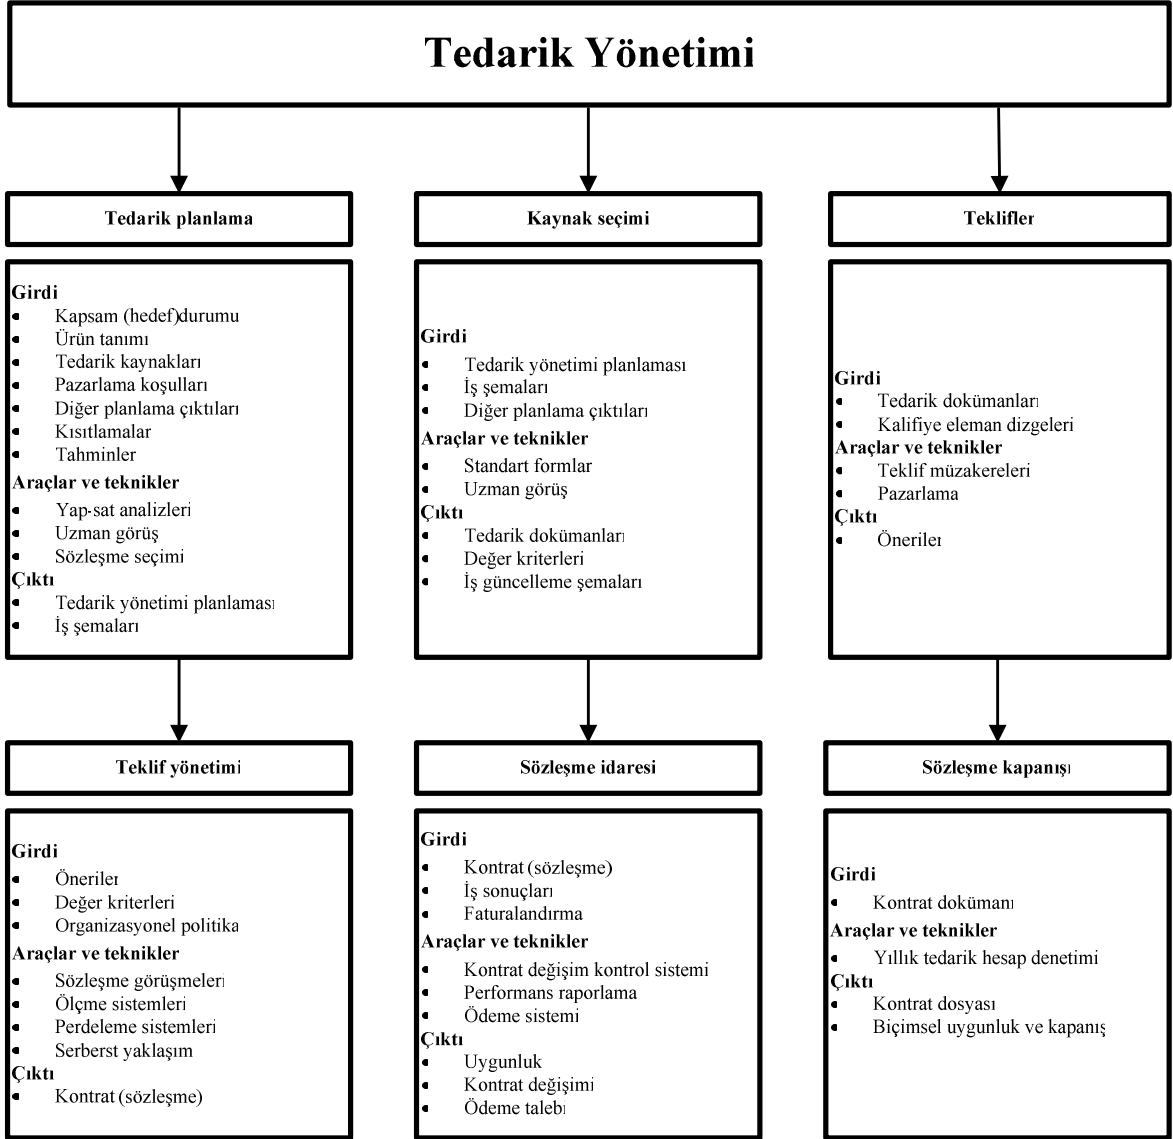 Tedarik Yönetimi
Tedarik planlama
Girdi
Kapsam (hedef)durumu
Ürün tanımı
Tedarik kaynakları
Pazarlama koşulları
Diğer planlama çıktıları
Kısıtlamalar
Tahminler
Araçlar ve teknikler
Yap-sat analizleri
Uzman görüş
Sözleşme seçimi
Çıktı
Tedarik yönetimi planlaması
İş şemaları
Kaynak seçimi
Girdi
Tedarik yönetimi planlaması
İş şemaları
Diğer planlama çıktıları
Araçlar ve teknikler
Standart formlar
Uzman görüş
Çıktı
Tedarik dokümanları
Değer kriterleri
İş güncelleme şemaları
Teklifler
Girdi
Tedarik dokümanları
Kalifiye eleman dizgeleri
Araçlar ve teknikler
Teklif müzakereleri
Pazarlama
Çıktı
Öneriler
Teklif yönetimi
Girdi
Öneriler
Değer kriterleri
Organizasyonel politika
Araçlar ve teknikler
Sözleşme görüşmeleri
Ölçme sistemleri
Perdeleme sistemleri
Serberst yaklaşım
Çıktı
Kontrat (sözleşme)
Sözleşme idaresi
Girdi
Kontrat (sözleşme)
İş sonuçları
Faturalandırma
Araçlar ve teknikler
Kontrat değişim kontrol sistemi
Performans raporlama
Ödeme sistemi
Çıktı
Uygunluk
Kontrat değişimi
Ödeme talebi
Sözleşme kapanışı
Girdi
Kontrat dokümanı
Araçlar ve teknikler
Yıllık tedarik hesap denetimi
Çıktı
Kontrat dosyası
Biçimsel uygunluk ve kapanış